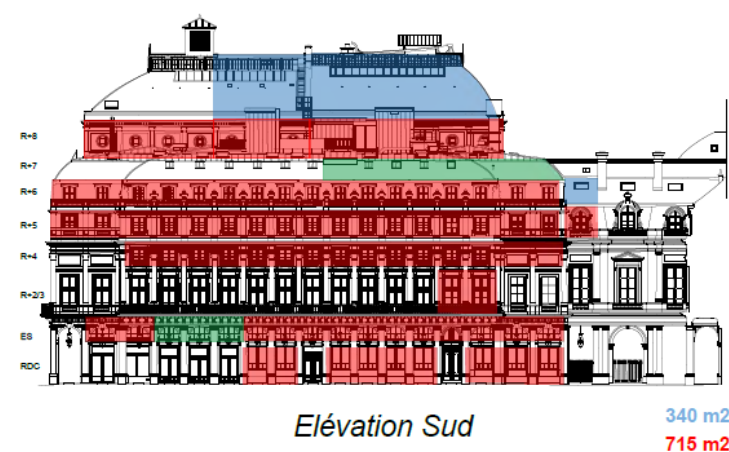 R+8
R+7
R+6
R+5
R+4
R+2/3
ES
RDC
Elévation Sud
340 m2
715 m2